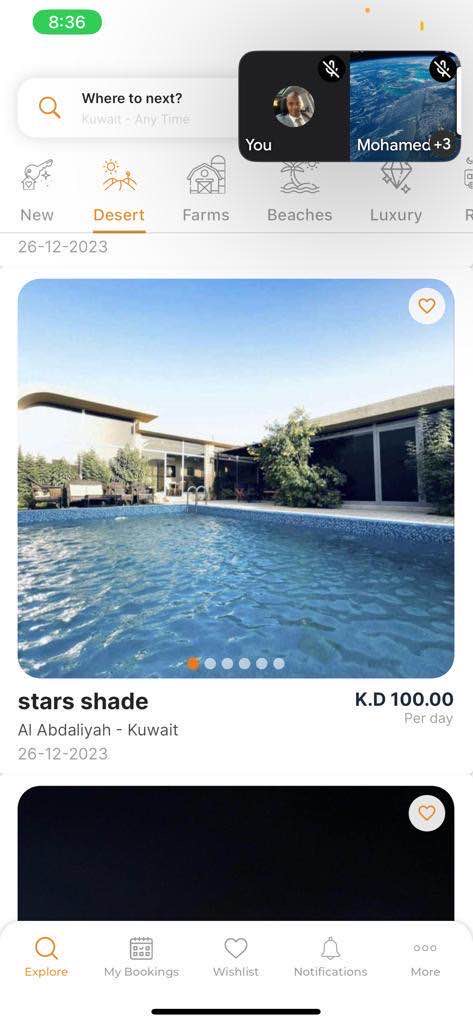 8:36
Where to next?
Kuwait - Any Time
You
Mohamed +3
New
Desert
Farms
Beaches
Luxury
R
26-12-2023
stars shade
K.D 100.00
Per day
Al Abdaliyah - Kuwait
26-12-2023
Explore
My Bookings
Wishlist
Notifications
More